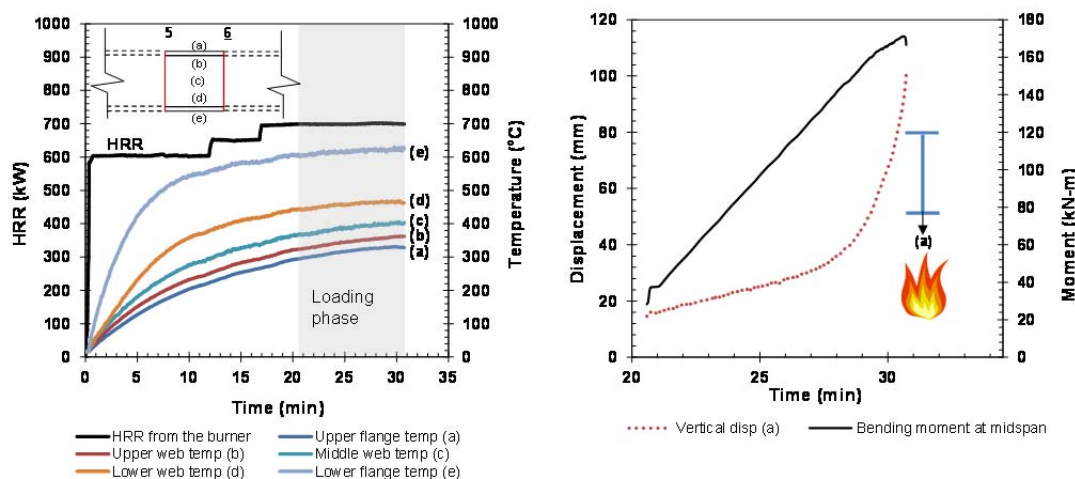 1000
900
800
700
600
500
400
300
200
100
0
HRR (kW)
5 6
(a)
(b)
(c)
(d)
(e)
HRR
(e)
(d)
(c)
(b)
(a)
Loading
phase
1000
900
800
700
600
500
400
300
200
100
0
Temperature (°C)
0 5 10 15 20 25 30 35
Time (min)
HRR from the burner
Upper flange temp (a)
Upper web temp (b)
Middle web temp (c)
Lower web temp (d)
Lower flange temp (e)
120
100
80
60
40
20
0
Displacement (mm)
(a)
180
160
140
120
100
80
60
40
20
0
Moment (kN-m)
20 25 30
Time (min)
Vertical disp (a)
Bending moment at midspan